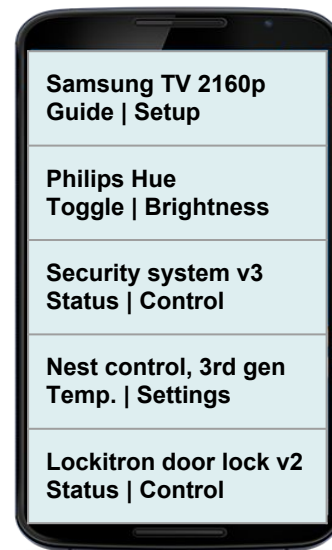 Samsung TV 2160p
Guide | Setup
Philips Hue
Toggle | Brightness
Security system v3
Status | Control
Nest control, 3rd gen
Temp. | Settings
Lockitron door lock v2
Status | Control